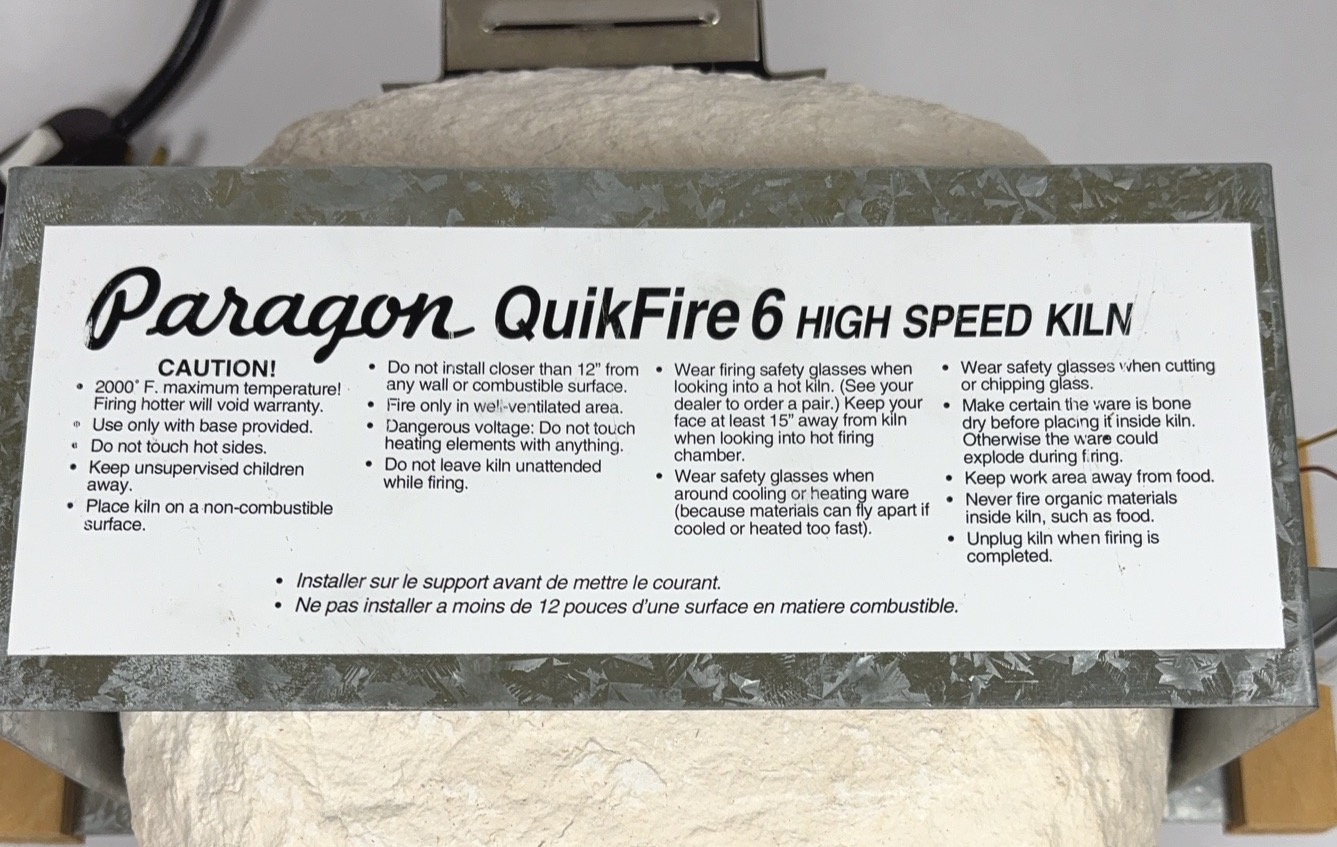 Paragon QuikFire 6 HIGH SPEED KILN
CAUTION!
• 2000° F. maximum temperature!
Firing hotter will void warranty.
• Use only with base provided.
• Do not touch hot sides.
• Keep unsupervised children
away.
• Place kiln on a non-combustible
surface.
• Do not install closer than 12" from
any wall or combustible surface.
• Fire only in well-ventilated area.
• Dangerous voltage: Do not touch
heating elements with anything.
• Do not leave kiln unattended
while firing.
• Wear firing safety glasses when
looking into a hot kiln. (See your
dealer to order a pair.) Keep your
face at least 15" away from kiln
when looking into hot firing
chamber.
• Wear safety glasses when
around cooling or heating ware
(because materials can fly apart if
cooled or heated too fast).
• Wear safety glasses when cutting
or chipping glass.
• Make certain the ware is bone
dry before placing it inside kiln.
Otherwise the ware could
explode during firing.
• Keep work area away from food.
• Never fire organic materials
inside kiln, such as food.
• Unplug kiln when firing is
completed.
• Installer sur le support avant de mettre le courant.
• Ne pas installer a moins de 12 pouces d'une surface en matiere combustible.